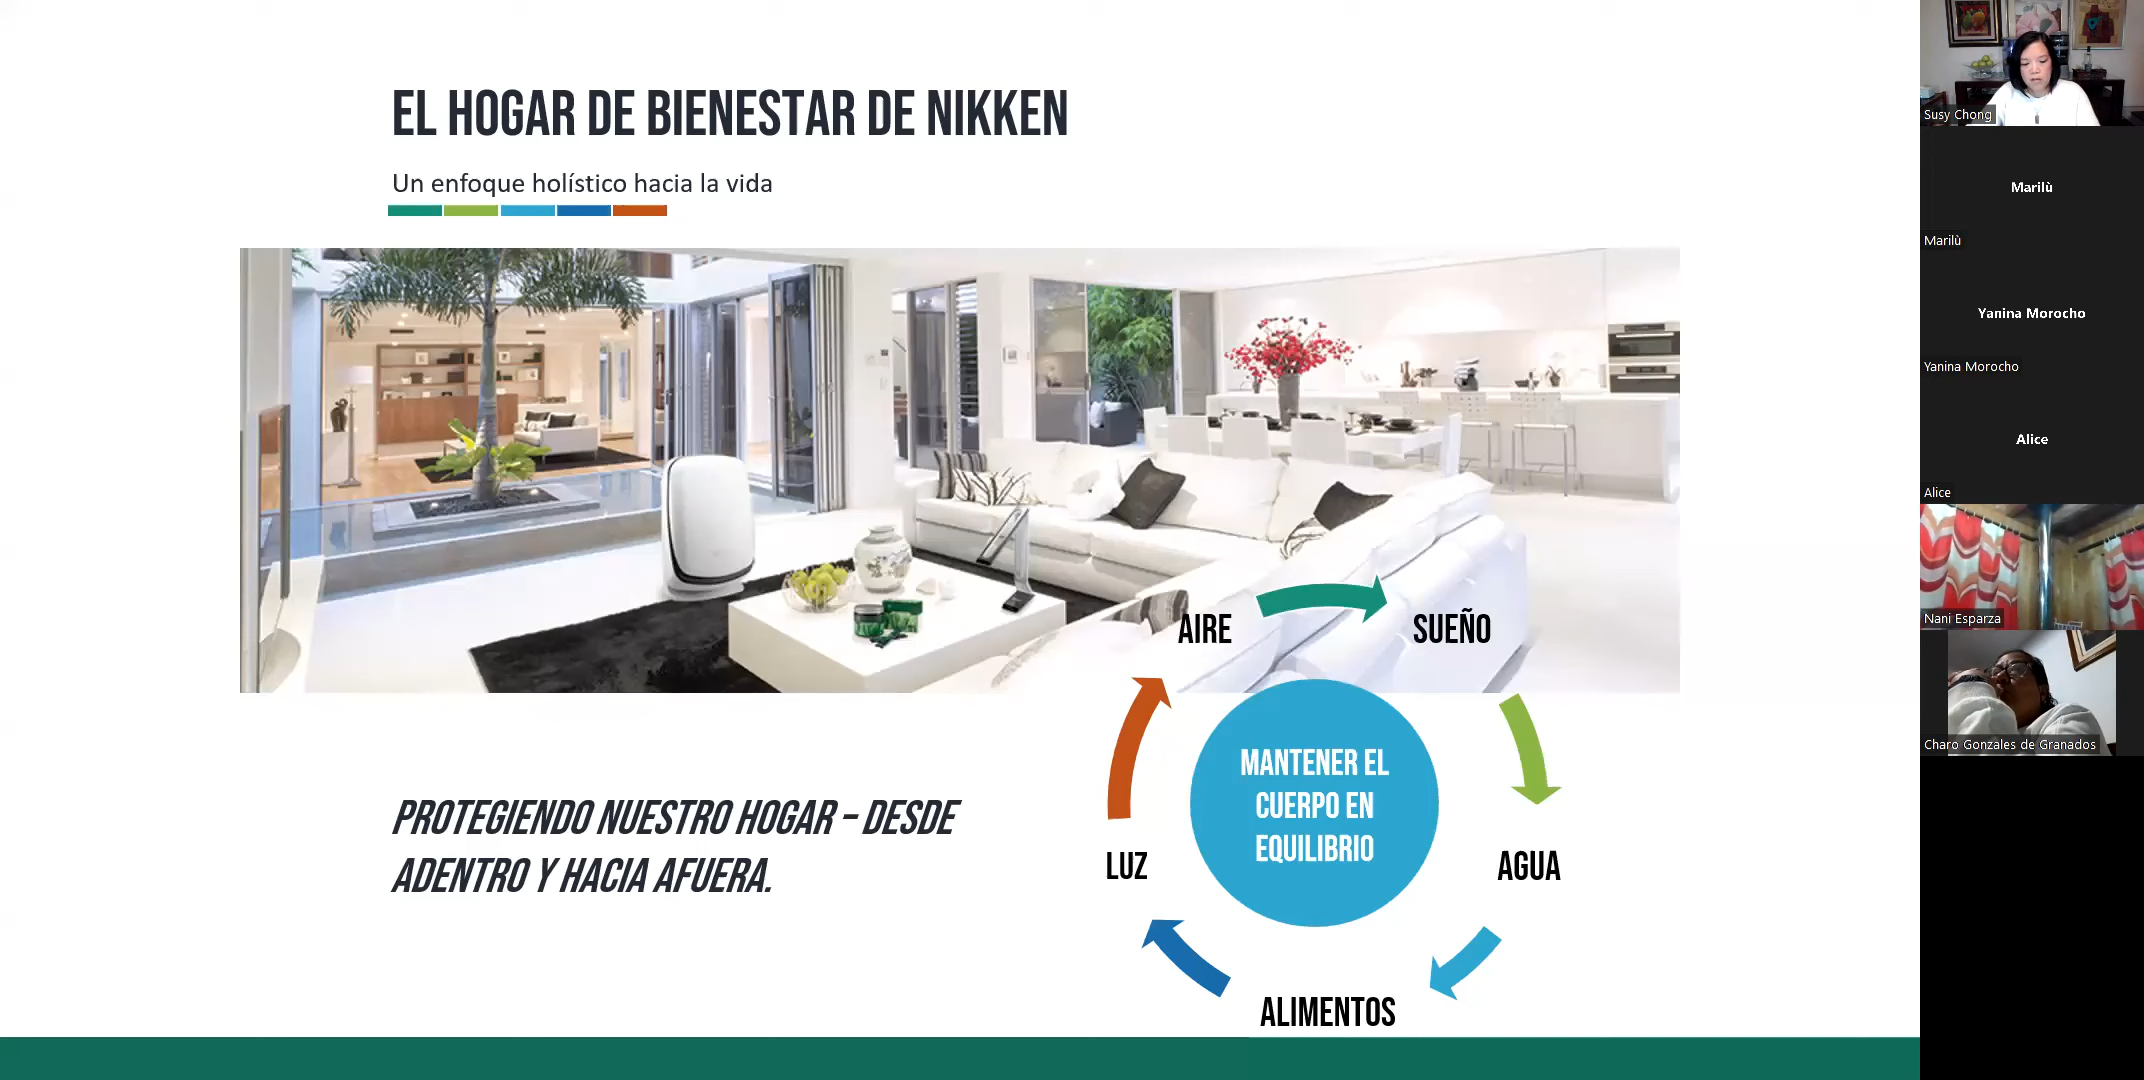 EL HOGAR DE BIENESTAR DE NIKKEN
Un enfoque holístico hacia la vida
AIRE
SUEÑO
MANTENER EL
CUERPO EN
EQUILIBRIO
LUZ
AGUA
ALIMENTOS
PROTEGIENDO NUESTRO HOGAR – DESDE
ADENTRO Y HACIA AFUERA.
Susy Chong
Marilù
Marilù
Yanina Morocho
Yanina Morocho
Alice
Alice
Nani Esparza
Charo Gonzales de Granados